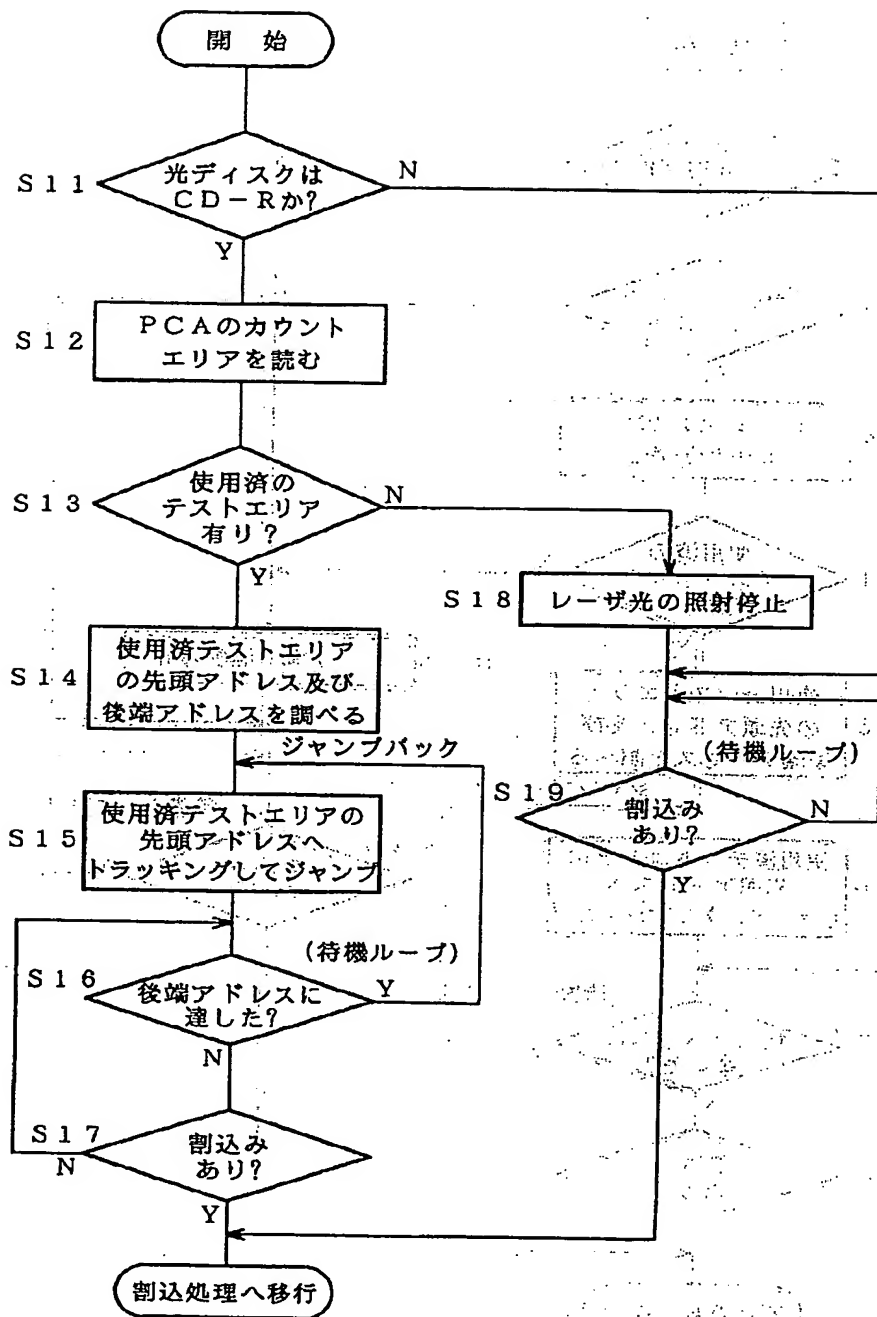 開 始
S11
光ディスクは
CD-Rか?
N
Y
S12
PCAのカウント
エリアを読む
S13
使用済の
テストエリア
有り?
N
Y
S18
レーザ光の照射停止
S14
使用済テストエリア
の先頭アドレス及び
後端アドレスを調べる
ジャンプバック
(待機ループ)
S19
割込み
あり?
N
Y
S15
使用済テストエリアの
先頭アドレスへ
トラッキングしてジャンプ
(待機ループ)
S16
後端アドレスに
達した?
Y
N
S17
割込み
あり?
N
Y
割込処理へ移行